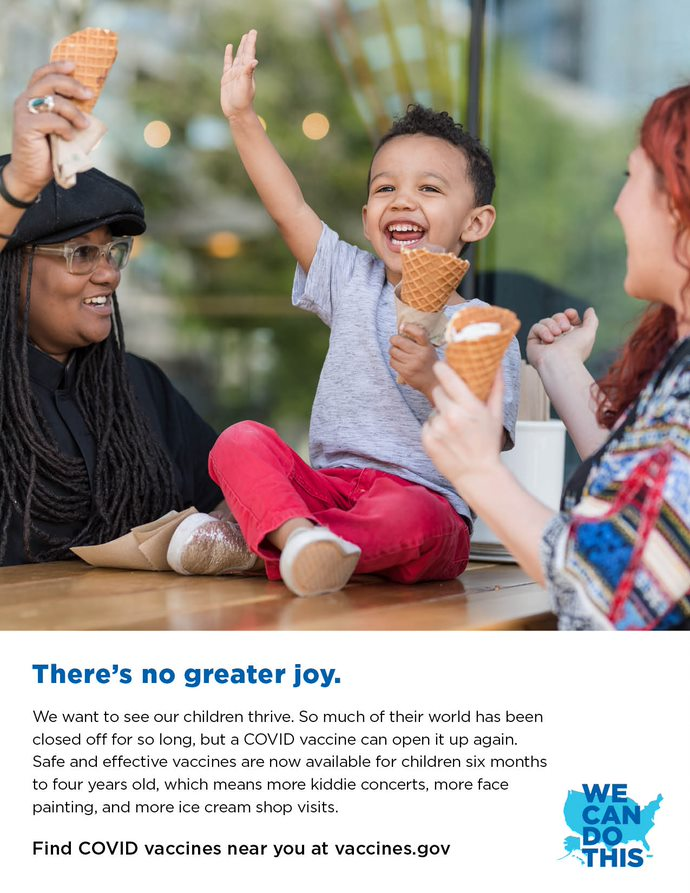 There's no greater joy.
We want to see our children thrive. So much of their world has been
closed off for so long, but a COVID vaccine can open it up again.
Safe and effective vaccines are now available for children six months
to four years old, which means more kiddie concerts, more face
painting, and more ice cream shop visits.
Find COVID vaccines near you at vaccines.gov
WE
CAN
DO
THIS